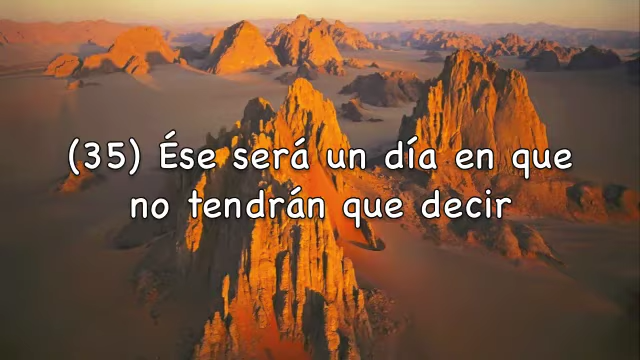 (35) Ése será un día en que
no tendrán que decir